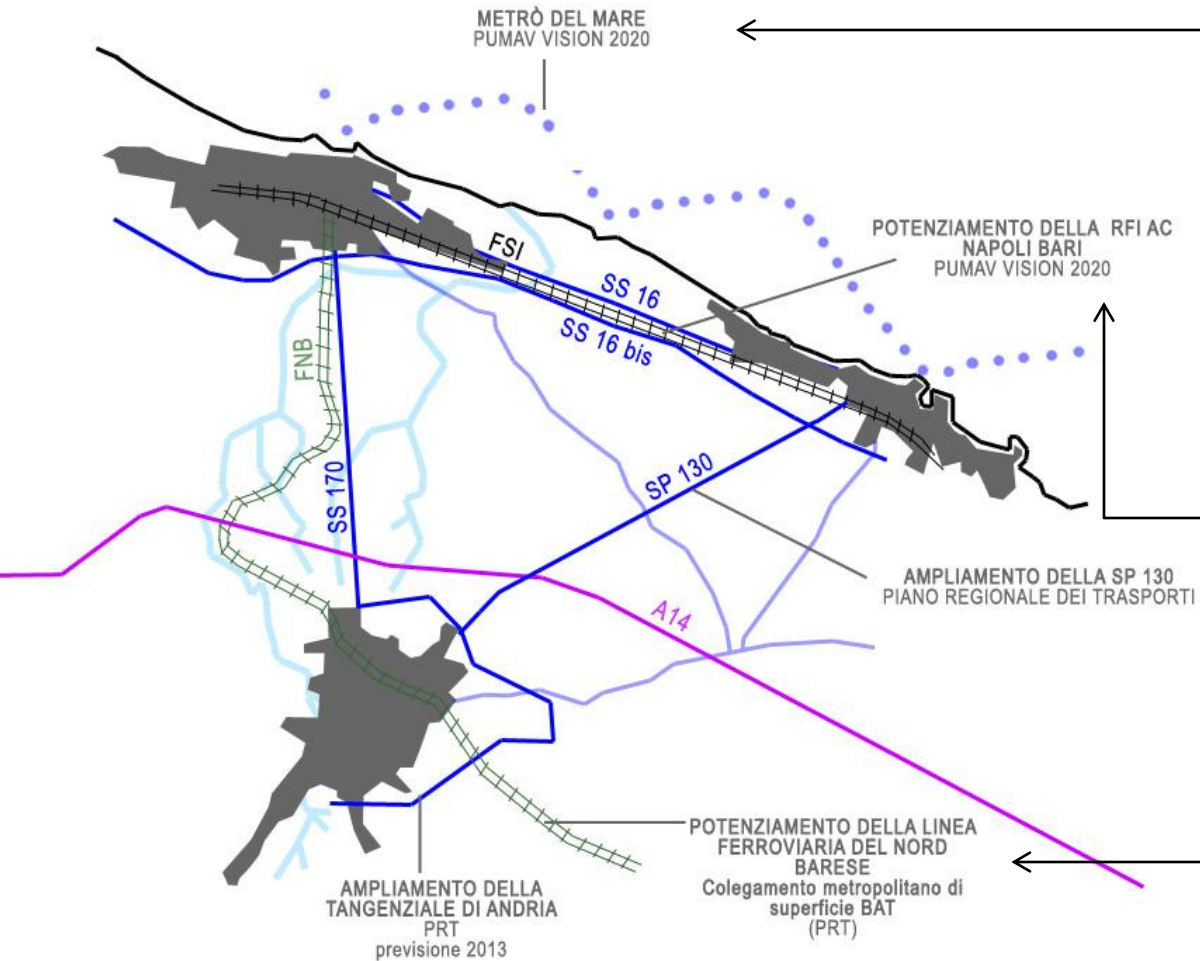 METRÒ DEL MARE
PUMAV VISION 2020
POTENZIAMENTO DELLA RFI AC
NAPOLI BARI
PUMAV VISION 2020
FSI
SS 16
SS 16 bis
FNB
SS 170
SP 130
AMPLIAMENTO DELLA SP 130
PIANO REGIONALE DEI TRASPORTI
A14
POTENZIAMENTO DELLA LINEA
FERROVIARIA DEL NORD
BARESE
Colegamento metropolitano di
superficie BAT
(PRT)
AMPLIAMENTO DELLA
TANGENZIALE DI ANDRIA
PRT
previsione 2013